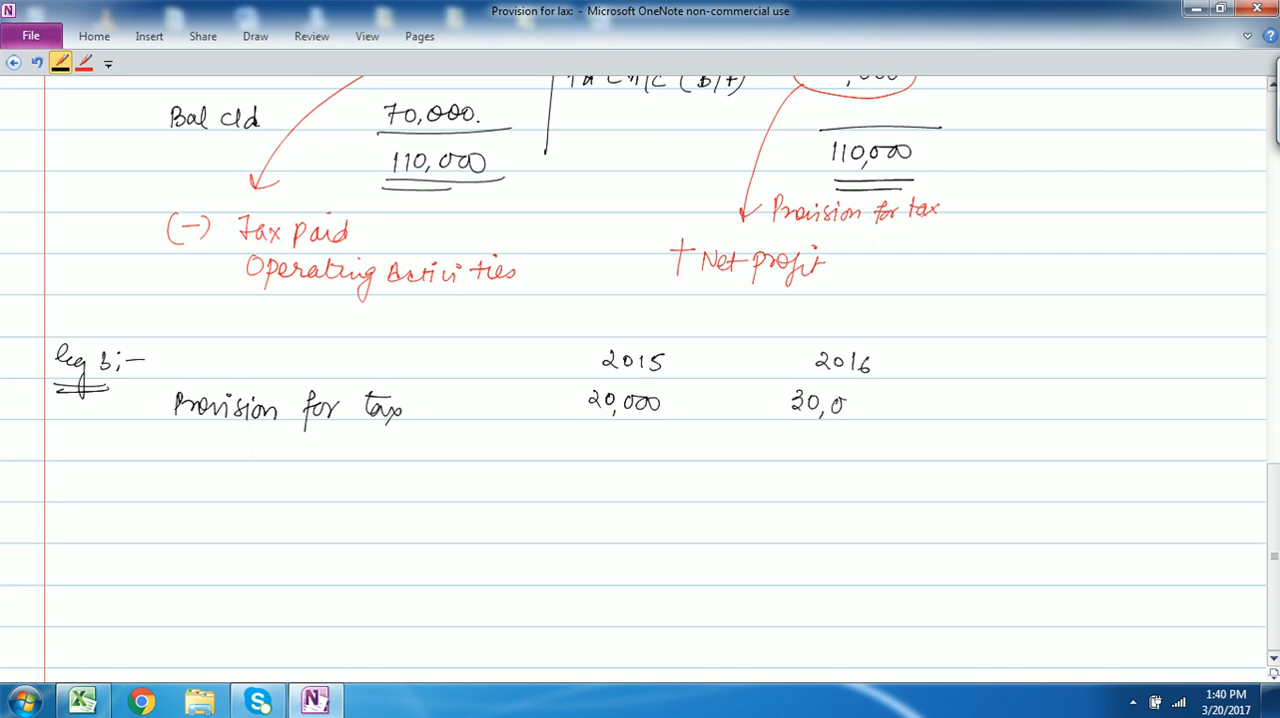 Provision for Tax: - Microsoft OneNote non-commercial use
File Home Insert Share Draw Review View Pages
(B/F)
Bal c/d 70,000.
110,000 110,000
Provision for tax
(-) Tax paid
+ Net profit
Operating Activities
eg 3:- 2015 2016
Provision for tax 20,000 30,0
1:40 PM
3/20/2017